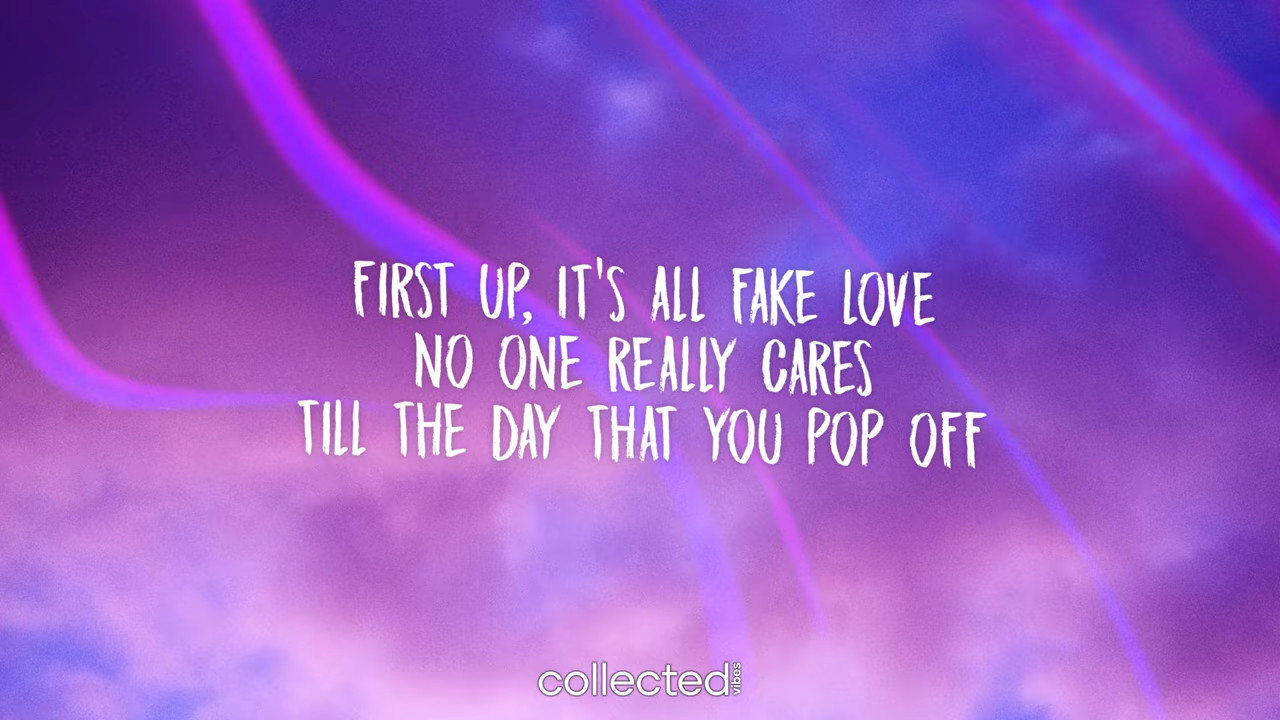 FIRST UP, IT'S ALL FAKE LOVE
NO ONE REALLY CARES
TILL THE DAY THAT YOU POP OFF
collected vibes